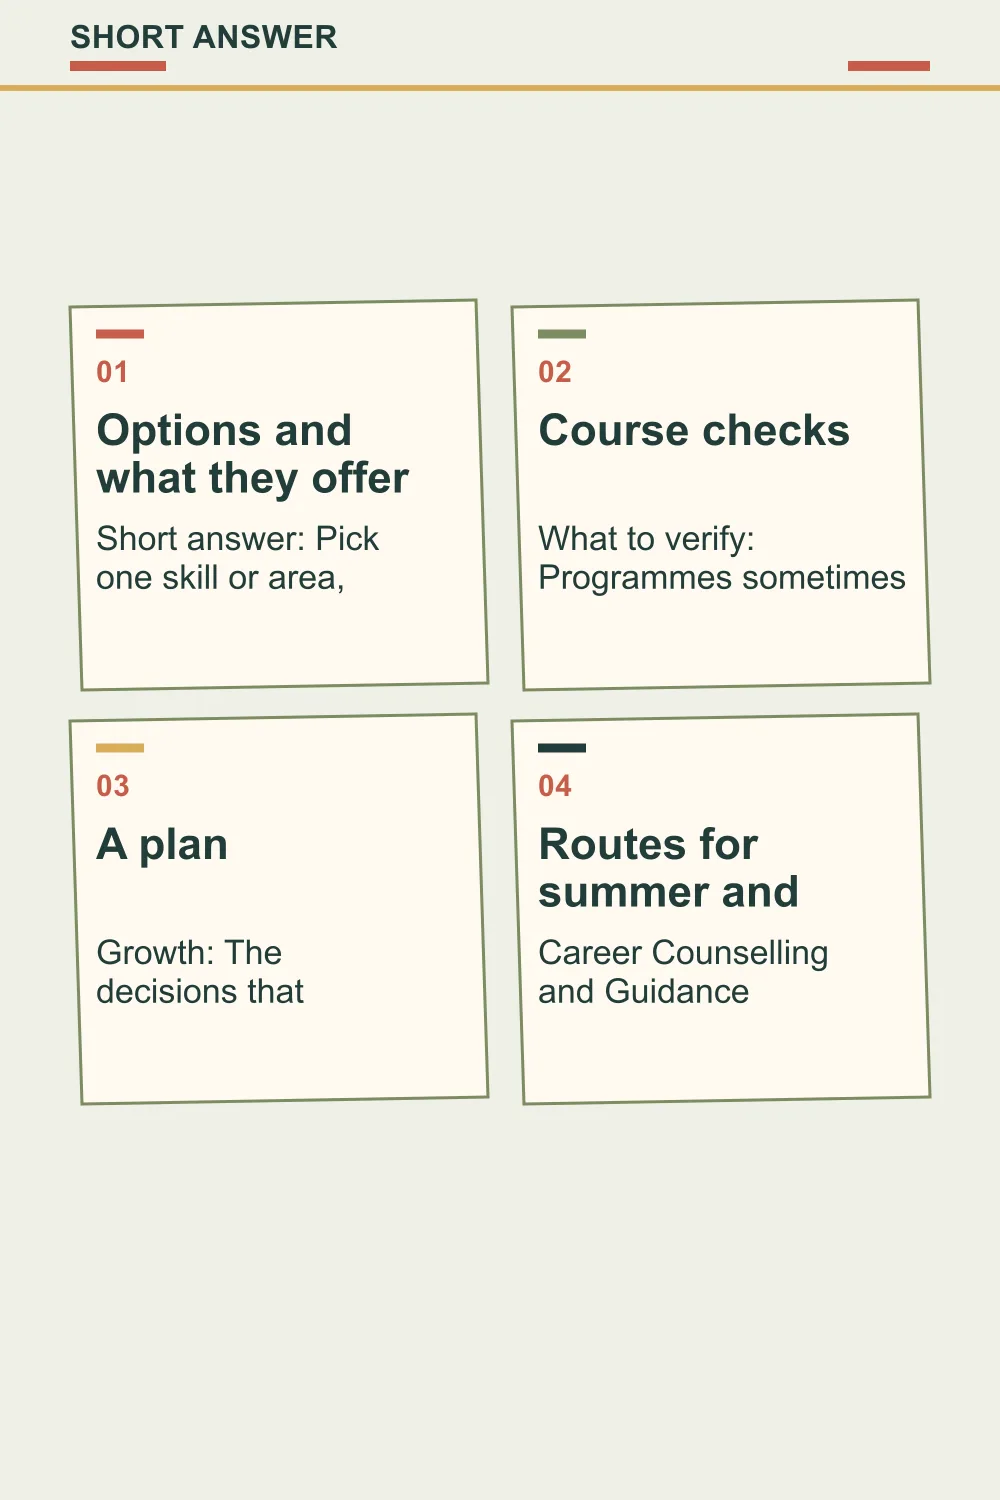 SHORT ANSWER
01
Options and
what they offer
Short answer: Pick
one skill or area,
02
Course checks
What to verify:
Programmes sometimes
03
A plan
Growth: The
decisions that
04
Routes for
summer and
Career Counselling
and Guidance